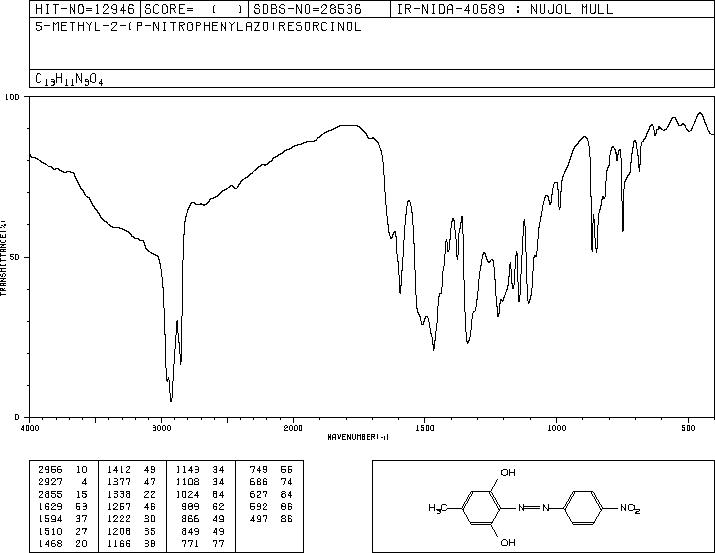 HIT-NO=12946 SCORE= ( ) SDBS-NO=28536 IR-NIDA-40589 : NUJOL MULL
5-METHYL-2-(P-NITROPHENYLAZO)RESORCINOL
C13H11N3O4
100
50
0
TRANSMITTANCE(%)
4000 3000 2000 1500 1000 500
WAVENUMBER(-1)
2956 10 1412 49 1143 34 749 55
2927 4 1377 47 1108 34 686 74
2855 15 1338 22 1024 64 627 84
1629 53 1257 46 989 62 592 86
1594 37 1222 30 866 49 497 86
1510 27 1208 35 849 49
1468 20 1166 38 771 77
OH
H3C N N NO2
OH